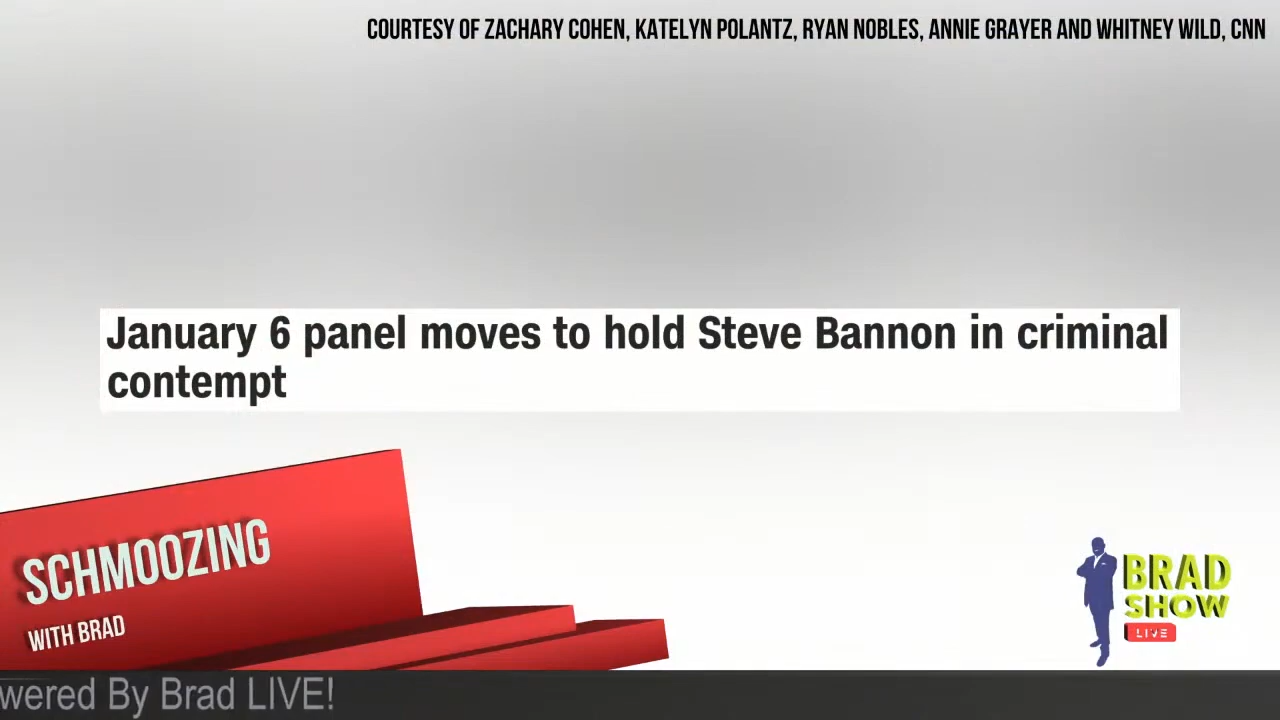 COURTESY OF ZACHARY COHEN, KATELYN POLANTZ, RYAN NOBLES, ANNIE GRAYER AND WHITNEY WILD, CNN
January 6 panel moves to hold Steve Bannon in criminal
contempt
SCHMOOZING
WITH BRAD
BRAD
SHOW
LIVE
wered By Brad LIVE!